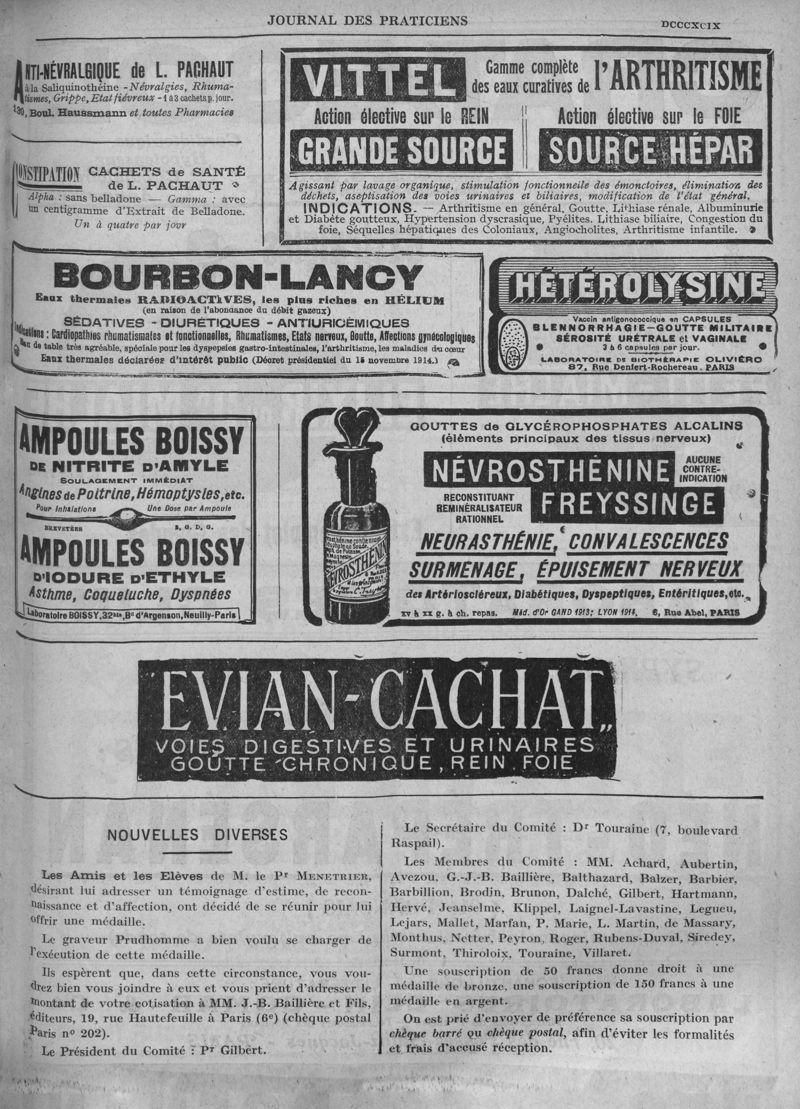 JOURNAL DES PRATICIENS
DCCCXCIX
ANTI-NÉVRALGIQUE de L. PACHAUT
à la Saliquinothéine - Névralgies, Rhuma-
tismes, Grippe, Etat fiévreux - 1 à 3 cachets p. jour.
130, Boul. Haussmann et toutes Pharmacies
CONSTIPATION CACHETS de SANTÉ
de L. PACHAUT
Alpha : sans belladone — Gamma : avec
un centigramme d'Extrait de Belladone.
Un à quatre par jour
VITTEL
Gamme complète
des eaux curatives de l'ARTHRITISME
Action élective sur le REIN
GRANDE SOURCE
Action élective sur le FOIE
SOURCE HÉPAR
Agissant par lavage organique, stimulation fonctionnelle des émonctoires, élimination des
déchets, aseptisation des voies urinaires et biliaires, modification de l'état général.
INDICATIONS. — Arthritisme en général, Goutte, Lithiase rénale, Albuminurie
et Diabète goutteux, Hypertension dyscrasique, Pyélites, Lithiase biliaire, Congestion du
foie, Séquelles hépatiques des Coloniaux, Angiocholites, Arthritisme infantile.
BOURBON-LANCY
Eaux thermales RADIOACTIVES, les plus riches en HÉLIUM
(en raison de l'abondance du débit gazeux)
SÉDATIVES - DIURÉTIQUES - ANTIURICÉMIQUES
Indications : Cardiopathies rhumatismales et fonctionnelles, Rhumatismes, Etats nerveux, Goutte, Affections gynécologiques
Eau de table très agréable, spéciale pour les dyspepsies gastro-intestinales, l'arthritisme, les maladies du cœur
Eaux thermales déclarées d'intérêt public (Décret présidentiel du 15 novembre 1914.)
HÉTÉROLYSINE
Vaccin antigonococcique en CAPSULES
BLENNORRHAGIE—GOUTTE MILITAIRE
SÉROSITÉ URÉTRALE et VAGINALE
3 à 6 capsules par jour.
LABORATOIRE DE BIOTHÉRAPIE OLIVIÉRO
87, Rue Denfert-Rochereau. PARIS
AMPOULES BOISSY
DE NITRITE D'AMYLE
SOULAGEMENT IMMÉDIAT
Angines de Poitrine, Hémoptysies, etc.
Pour Inhalations Une Dose par Ampoule
BREVETÉES S. G. D. G.
AMPOULES BOISSY
D'IODURE D'ETHYLE
Asthme, Coqueluche, Dyspnées
Laboratoire BOISSY, 32bis, Bd d'Argenson, Neuilly-Paris
GOUTTES de GLYCÉROPHOSPHATES ALCALINS
(éléments principaux des tissus nerveux)
NÉVROSTHÉNINE
AUCUNE
CONTRE-
INDICATION
RECONSTITUANT
REMINÉRALISATEUR
RATIONNEL
FREYSSINGE
NEURASTHÉNIE, CONVALESCENCES
SURMENAGE, ÉPUISEMENT NERVEUX
des Artérioscléreux, Diabétiques, Dyspeptiques, Entéritiques, etc.
XV à XX g. à ch. repas. Méd. d'Or GAND 1913; LYON 1914. 6, Rue Abel, PARIS
"EVIAN-CACHAT"
VOIES DIGESTIVES ET URINAIRES
GOUTTE CHRONIQUE, REIN FOIE
NOUVELLES DIVERSES
Les Amis et les Elèves de M. le Pr MENETRIER,
désirant lui adresser un témoignage d'estime, de recon-
naissance et d'affection, ont décidé de se réunir pour lui
offrir une médaille.
Le graveur Prudhomme a bien voulu se charger de
l'exécution de cette médaille.
Ils espèrent que, dans cette circonstance, vous vou-
drez bien vous joindre à eux et vous prient d'adresser le
montant de votre cotisation à MM. J.-B. Baillière et Fils,
éditeurs, 19, rue Hautefeuille à Paris (6e) (chèque postal
Paris n° 202).
Le Président du Comité : Pr Gilbert.
Le Secrétaire du Comité : Dr Touraine (7, boulevard
Raspail).
Les Membres du Comité : MM. Achard, Aubertin,
Avezou, G.-J.-B. Baillière, Balthazard, Balzer, Barbier,
Barbillion, Brodin, Brunon, Dalché, Gilbert, Hartmann,
Hervé, Jeanselme, Klippel, Laignel-Lavastine, Legueu,
Lejars, Mallet, Marfan, P. Marie, L. Martin, de Massary,
Monthus, Netter, Peyron, Roger, Rubens-Duval, Siredey,
Surmont, Thiroloix, Touraine, Villaret.
Une souscription de 50 francs donne droit à une
médaille de bronze, une souscription de 150 francs à une
médaille en argent.
On est prié d'envoyer de préférence sa souscription par
chèque barré ou chèque postal, afin d'éviter les formalités
et frais d'accusé réception.